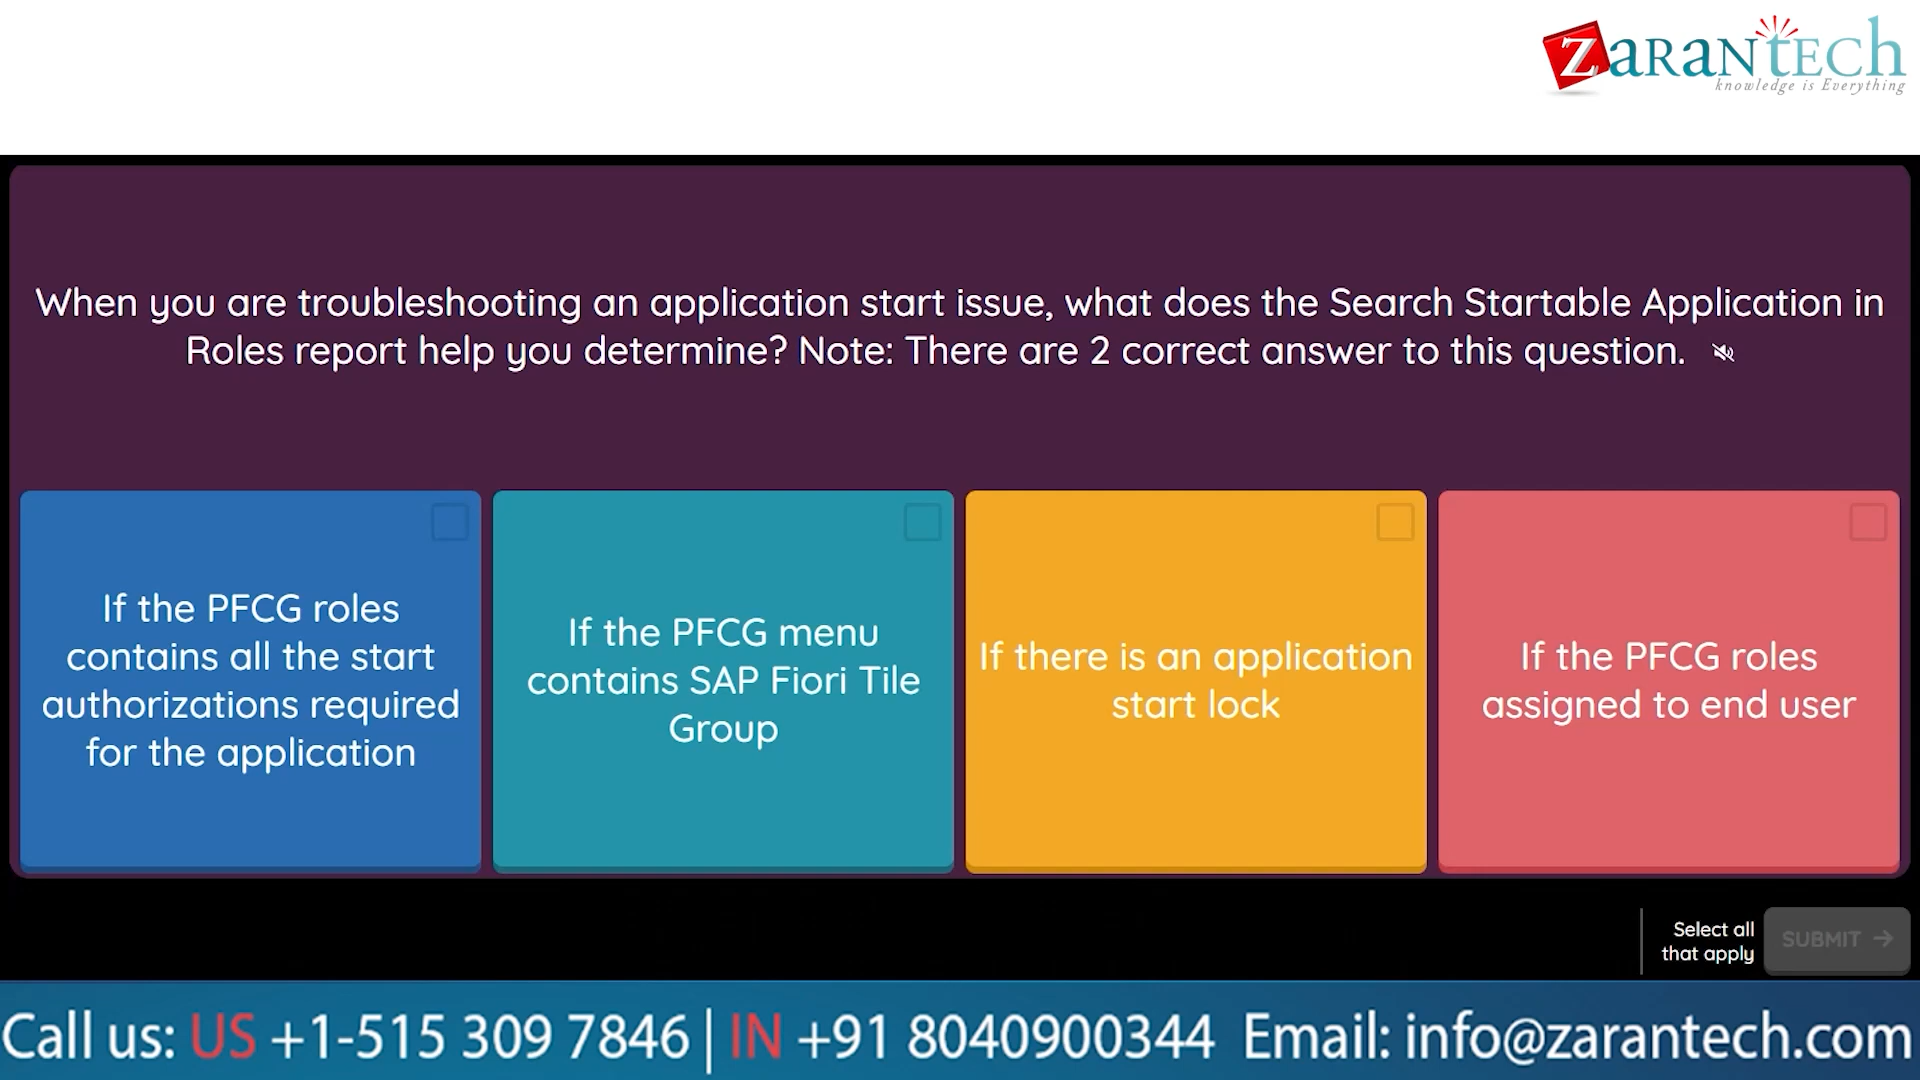 ZaranTech
knowledge is Everything
When you are troubleshooting an application start issue, what does the Search Startable Application in
Roles report help you determine? Note: There are 2 correct answer to this question.
If the PFCG roles
contains all the start
authorizations required
for the application
If the PFCG menu
contains SAP Fiori Tile
Group
If there is an application
start lock
If the PFCG roles
assigned to end user
Select all
that apply
SUBMIT →
Call us: US +1-515 309 7846 | IN +91 8040900344 Email: info@zarantech.com